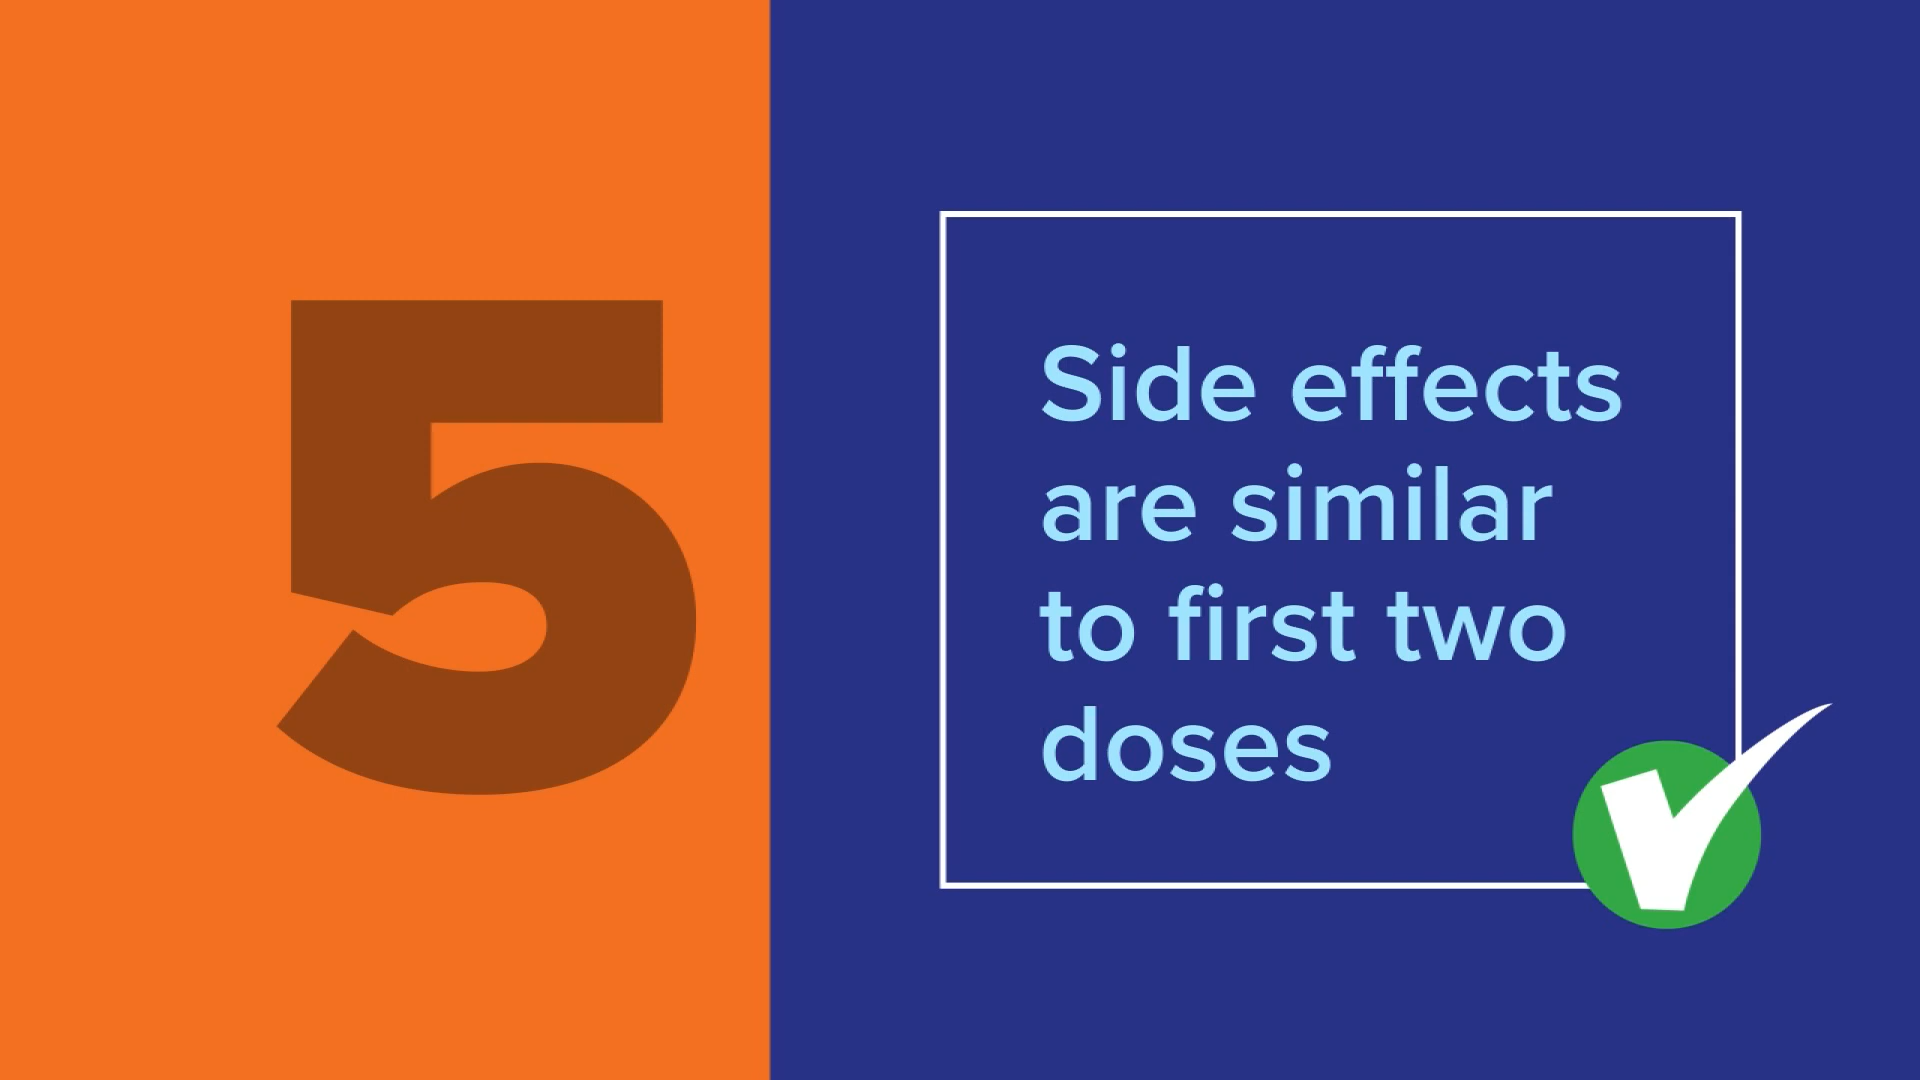 5
Side effects
are similar
to first two
doses